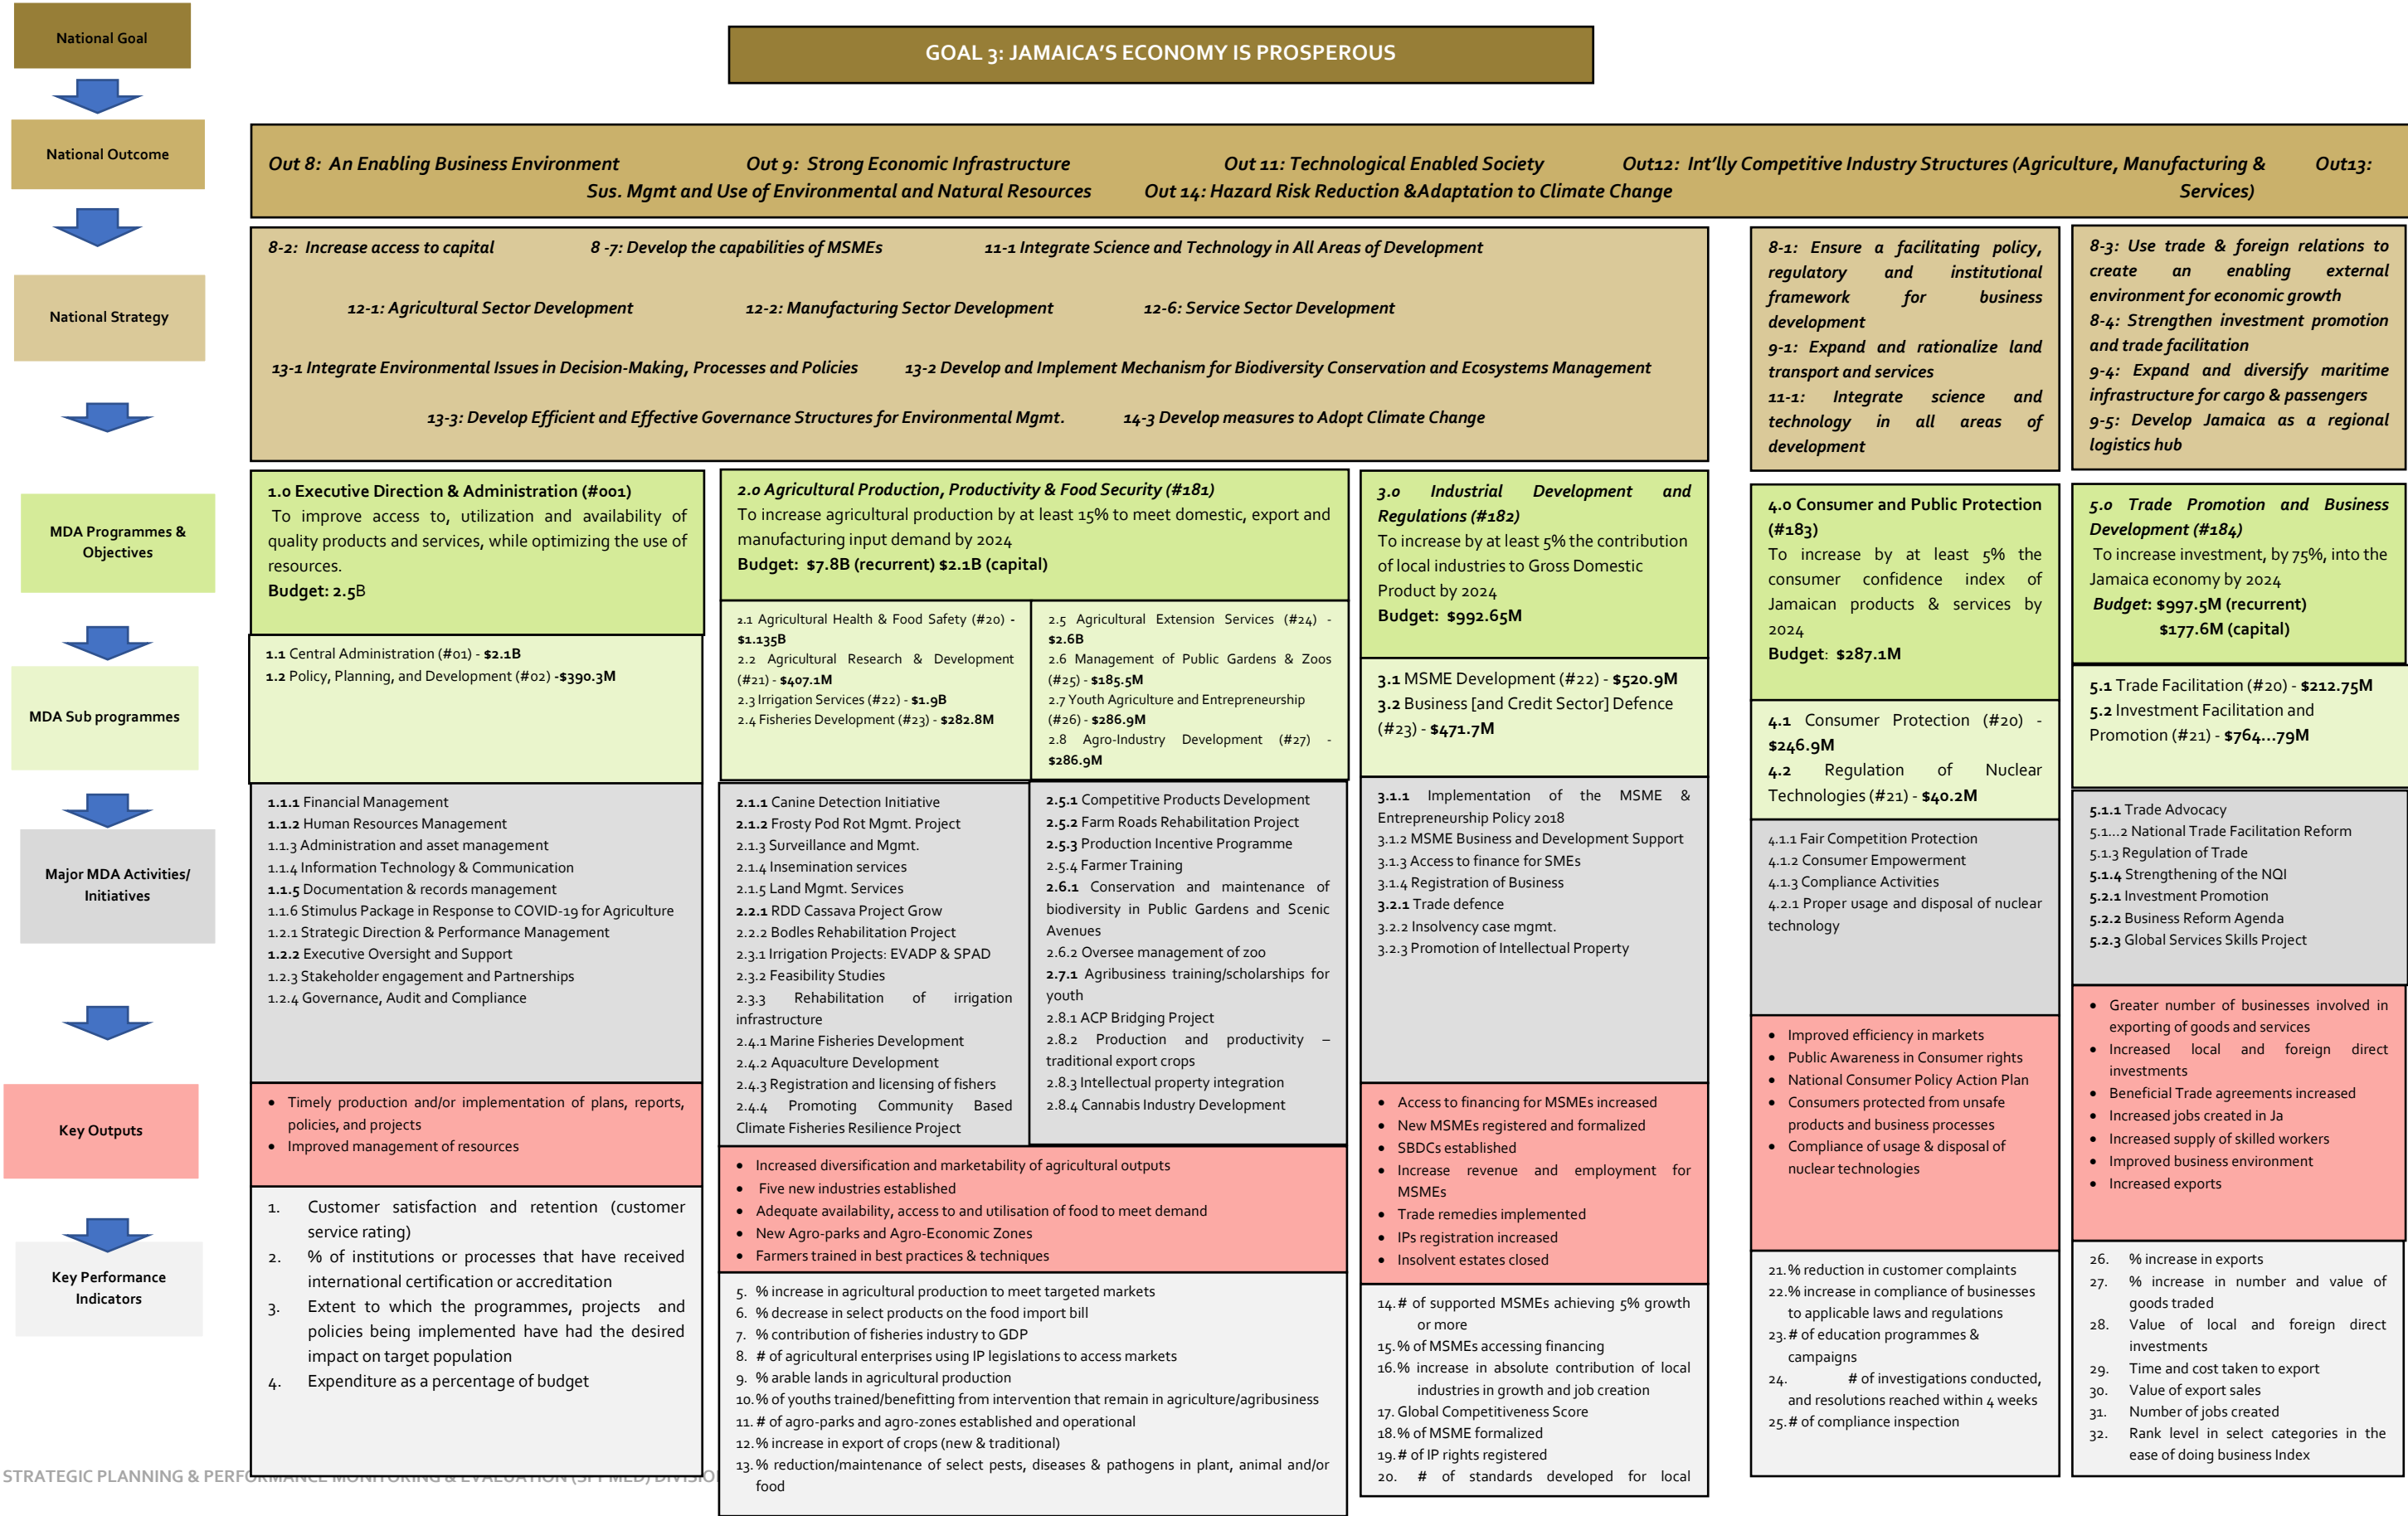 National Goal
GOAL 3: JAMAICA'S ECONOMY IS PROSPEROUS
National Outcome
Out 8: An Enabling Business Environment Out 9: Strong Economic Infrastructure Out 11: Technological Enabled Society Out12: Int'lly Competitive Industry Structures (Agriculture, Manufacturing & Out13:
Sus. Mgmt and Use of Environmental and Natural Resources Out 14: Hazard Risk Reduction &Adaptation to Climate Change Services)
National Strategy
8-2: Increase access to capital 8 -7: Develop the capabilities of MSMEs 11-1 Integrate Science and Technology in All Areas of Development
12-1: Agricultural Sector Development 12-2: Manufacturing Sector Development 12-6: Service Sector Development
13-1 Integrate Environmental Issues in Decision-Making, Processes and Policies 13-2 Develop and Implement Mechanism for Biodiversity Conservation and Ecosystems Management
13-3: Develop Efficient and Effective Governance Structures for Environmental Mgmt. 14-3 Develop measures to Adopt Climate Change
8-1: Ensure a facilitating policy,
regulatory and institutional
framework for business
development
9-1: Expand and rationalize land
transport and services
11-1: Integrate science and
technology in all areas of
development
8-3: Use trade & foreign relations to
create an enabling external
environment for economic growth
8-4: Strengthen investment promotion
and trade facilitation
9-4: Expand and diversify maritime
infrastructure for cargo & passengers
9-5: Develop Jamaica as a regional
logistics hub
MDA Programmes &
Objectives
1.0 Executive Direction & Administration (#001)
To improve access to, utilization and availability of
quality products and services, while optimizing the use of
resources.
Budget: 2.5B
2.0 Agricultural Production, Productivity & Food Security (#181)
To increase agricultural production by at least 15% to meet domestic, export and
manufacturing input demand by 2024
Budget: $7.8B (recurrent) $2.1B (capital)
3.0 Industrial Development and
Regulations (#182)
To increase by at least 5% the contribution
of local industries to Gross Domestic
Product by 2024
Budget: $992.65M
4.0 Consumer and Public Protection
(#183)
To increase by at least 5% the
consumer confidence index of
Jamaican products & services by
2024
Budget: $287.1M
5.0 Trade Promotion and Business
Development (#184)
To increase investment, by 75%, into the
Jamaica economy by 2024
Budget: $997.5M (recurrent)
$177.6M (capital)
MDA Sub programmes
1.1 Central Administration (#01) - $2.1B
1.2 Policy, Planning, and Development (#02) -$390.3M
2.1 Agricultural Health & Food Safety (#20) -
$1.135B
2.2 Agricultural Research & Development
(#21) - $407.1M
2.3 Irrigation Services (#22) - $1.9B
2.4 Fisheries Development (#23) - $282.8M
2.5 Agricultural Extension Services (#24) -
$2.6B
2.6 Management of Public Gardens & Zoos
(#25) - $185.5M
2.7 Youth Agriculture and Entrepreneurship
(#26) - $286.9M
2.8 Agro-Industry Development (#27) -
$286.9M
3.1 MSME Development (#22) - $520.9M
3.2 Business [and Credit Sector] Defence
(#23) - $471.7M
4.1 Consumer Protection (#20) -
$246.9M
4.2 Regulation of Nuclear
Technologies (#21) - $40.2M
5.1 Trade Facilitation (#20) - $212.75M
5.2 Investment Facilitation and
Promotion (#21) - $764...79M
Major MDA Activities/
Initiatives
1.1.1 Financial Management
1.1.2 Human Resources Management
1.1.3 Administration and asset management
1.1.4 Information Technology & Communication
1.1.5 Documentation & records management
1.1.6 Stimulus Package in Response to COVID-19 for Agriculture
1.2.1 Strategic Direction & Performance Management
1.2.2 Executive Oversight and Support
1.2.3 Stakeholder engagement and Partnerships
1.2.4 Governance, Audit and Compliance
2.1.1 Canine Detection Initiative
2.1.2 Frosty Pod Rot Mgmt. Project
2.1.3 Surveillance and Mgmt.
2.1.4 Insemination services
2.1.5 Land Mgmt. Services
2.2.1 RDD Cassava Project Grow
2.2.2 Bodles Rehabilitation Project
2.3.1 Irrigation Projects: EVADP & SPAD
2.3.2 Feasibility Studies
2.3.3 Rehabilitation of irrigation
infrastructure
2.4.1 Marine Fisheries Development
2.4.2 Aquaculture Development
2.4.3 Registration and licensing of fishers
2.4.4 Promoting Community Based
Climate Fisheries Resilience Project
2.5.1 Competitive Products Development
2.5.2 Farm Roads Rehabilitation Project
2.5.3 Production Incentive Programme
2.5.4 Farmer Training
2.6.1 Conservation and maintenance of
biodiversity in Public Gardens and Scenic
Avenues
2.6.2 Oversee management of zoo
2.7.1 Agribusiness training/scholarships for
youth
2.8.1 ACP Bridging Project
2.8.2 Production and productivity –
traditional export crops
2.8.3 Intellectual property integration
2.8.4 Cannabis Industry Development
3.1.1 Implementation of the MSME &
Entrepreneurship Policy 2018
3.1.2 MSME Business and Development Support
3.1.3 Access to finance for SMEs
3.1.4 Registration of Business
3.2.1 Trade defence
3.2.2 Insolvency case mgmt.
3.2.3 Promotion of Intellectual Property
4.1.1 Fair Competition Protection
4.1.2 Consumer Empowerment
4.1.3 Compliance Activities
4.2.1 Proper usage and disposal of nuclear
technology
5.1.1 Trade Advocacy
5.1...2 National Trade Facilitation Reform
5.1.3 Regulation of Trade
5.1.4 Strengthening of the NQI
5.2.1 Investment Promotion
5.2.2 Business Reform Agenda
5.2.3 Global Services Skills Project
Key Outputs
• Timely production and/or implementation of plans, reports,
policies, and projects
• Improved management of resources
• Increased diversification and marketability of agricultural outputs
• Five new industries established
• Adequate availability, access to and utilisation of food to meet demand
• New Agro-parks and Agro-Economic Zones
• Farmers trained in best practices & techniques
• Access to financing for MSMEs increased
• New MSMEs registered and formalized
• SBDCs established
• Increase revenue and employment for
MSMEs
• Trade remedies implemented
• IPs registration increased
• Insolvent estates closed
• Improved efficiency in markets
• Public Awareness in Consumer rights
• National Consumer Policy Action Plan
• Consumers protected from unsafe
products and business processes
• Compliance of usage & disposal of
nuclear technologies
• Greater number of businesses involved in
exporting of goods and services
• Increased local and foreign direct
investments
• Beneficial Trade agreements increased
• Increased jobs created in Ja
• Increased supply of skilled workers
• Improved business environment
• Increased exports
Key Performance
Indicators
1. Customer satisfaction and retention (customer
service rating)
2. % of institutions or processes that have received
international certification or accreditation
3. Extent to which the programmes, projects and
policies being implemented have had the desired
impact on target population
4. Expenditure as a percentage of budget
5. % increase in agricultural production to meet targeted markets
6. % decrease in select products on the food import bill
7. % contribution of fisheries industry to GDP
8. # of agricultural enterprises using IP legislations to access markets
9. % arable lands in agricultural production
10. % of youths trained/benefitting from intervention that remain in agriculture/agribusiness
11. # of agro-parks and agro-zones established and operational
12. % increase in export of crops (new & traditional)
13. % reduction/maintenance of select pests, diseases & pathogens in plant, animal and/or
food
14. # of supported MSMEs achieving 5% growth
or more
15. % of MSMEs accessing financing
16. % increase in absolute contribution of local
industries in growth and job creation
17. Global Competitiveness Score
18. % of MSME formalized
19. # of IP rights registered
20. # of standards developed for local
21. % reduction in customer complaints
22. % increase in compliance of businesses
to applicable laws and regulations
23. # of education programmes &
campaigns
24. # of investigations conducted,
and resolutions reached within 4 weeks
25. # of compliance inspection
26. % increase in exports
27. % increase in number and value of
goods traded
28. Value of local and foreign direct
investments
29. Time and cost taken to export
30. Value of export sales
31. Number of jobs created
32. Rank level in select categories in the
ease of doing business Index
STRATEGIC PLANNING & PERFORMANCE MONITORING & EVALUATION